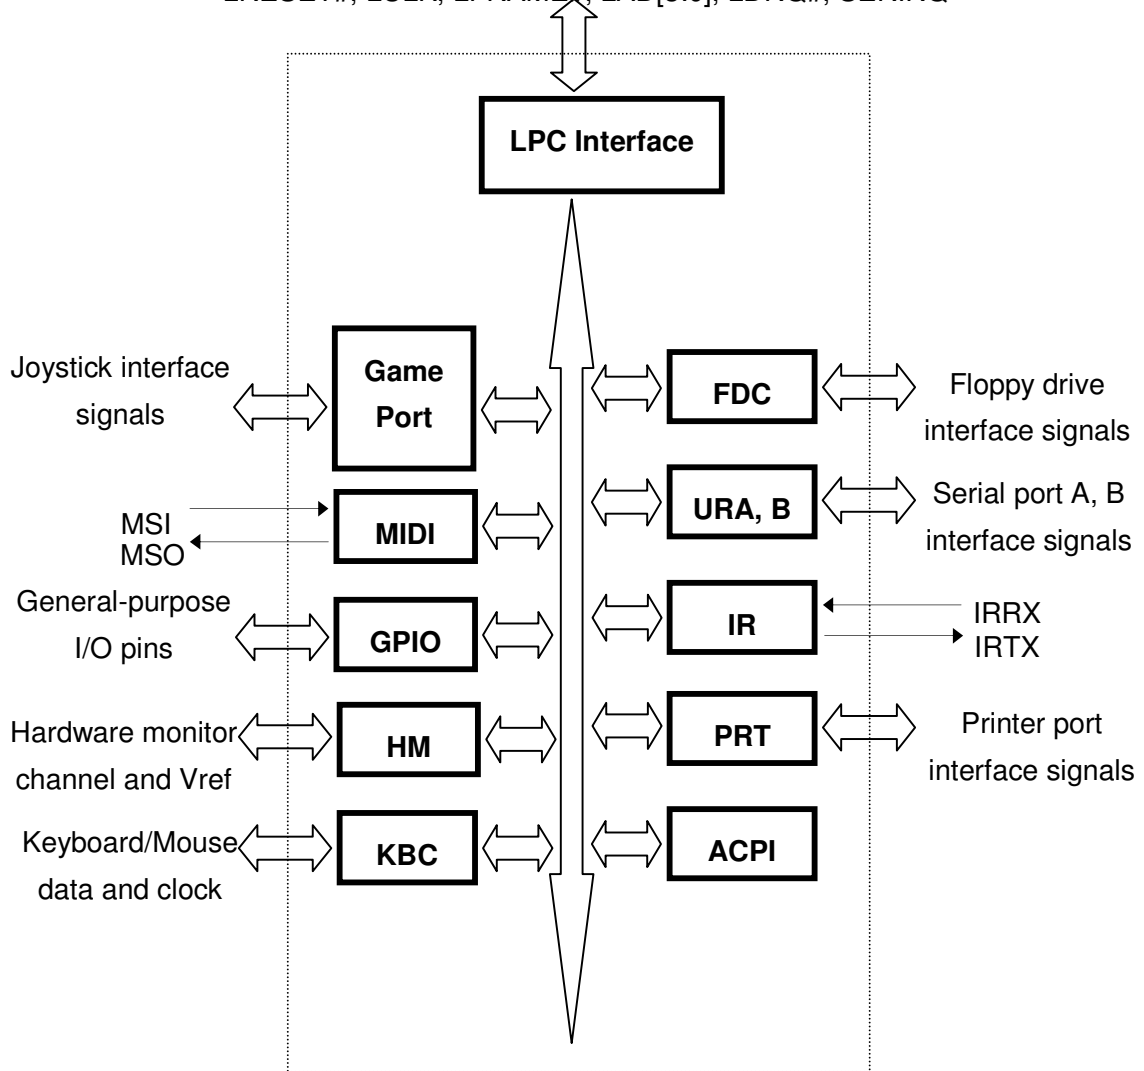 LPC Interface
Joystick interface
signals
Game
Port
FDC
Floppy drive
interface signals
MSI
MSO
MIDI
URA, B
Serial port A, B
interface signals
General-purpose
I/O pins
GPIO
IR
IRRX
IRTX
Hardware monitor
channel and Vref
HM
PRT
Printer port
interface signals
Keyboard/Mouse
data and clock
KBC
ACPI